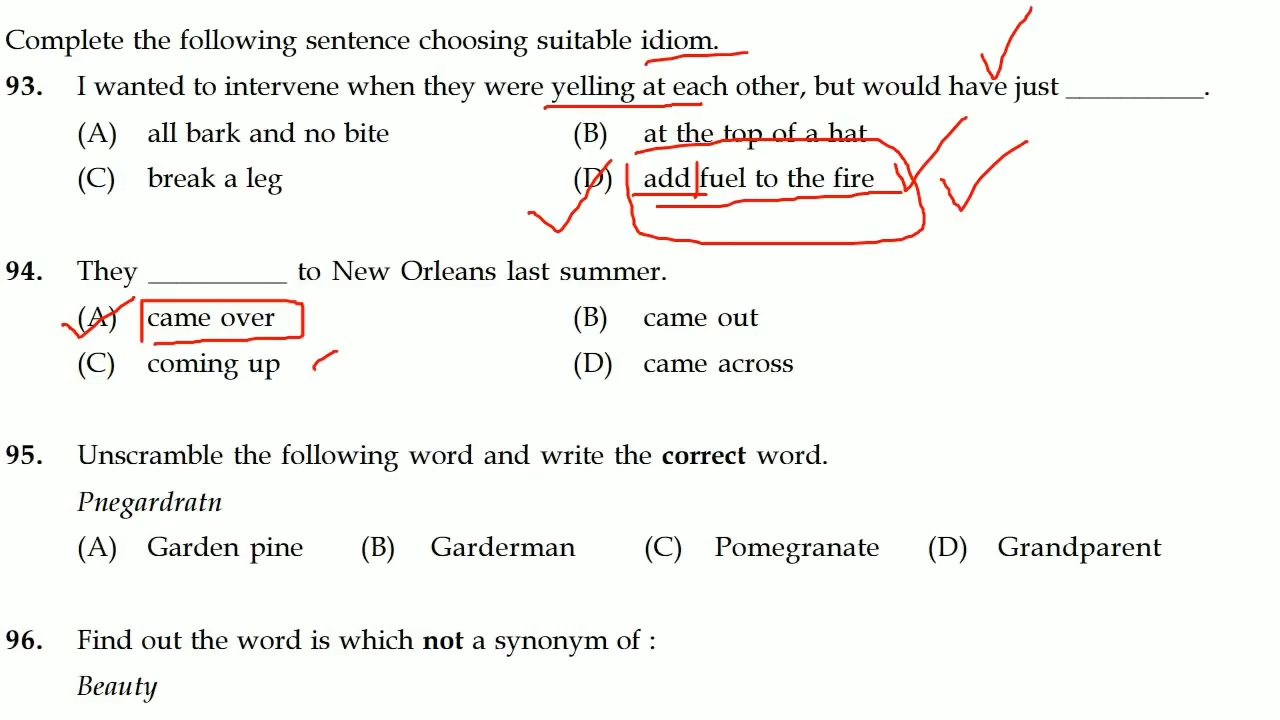 Complete the following sentence choosing suitable idiom.
93. I wanted to intervene when they were yelling at each other, but would have just __________.
(A) all bark and no bite (B) at the top of a hat
(C) break a leg (D) add fuel to the fire
94. They __________ to New Orleans last summer.
(A) came over (B) came out
(C) coming up (D) came across
95. Unscramble the following word and write the correct word.
Pnegardratn
(A) Garden pine (B) Garderman (C) Pomegranate (D) Grandparent
96. Find out the word is which not a synonym of :
Beauty